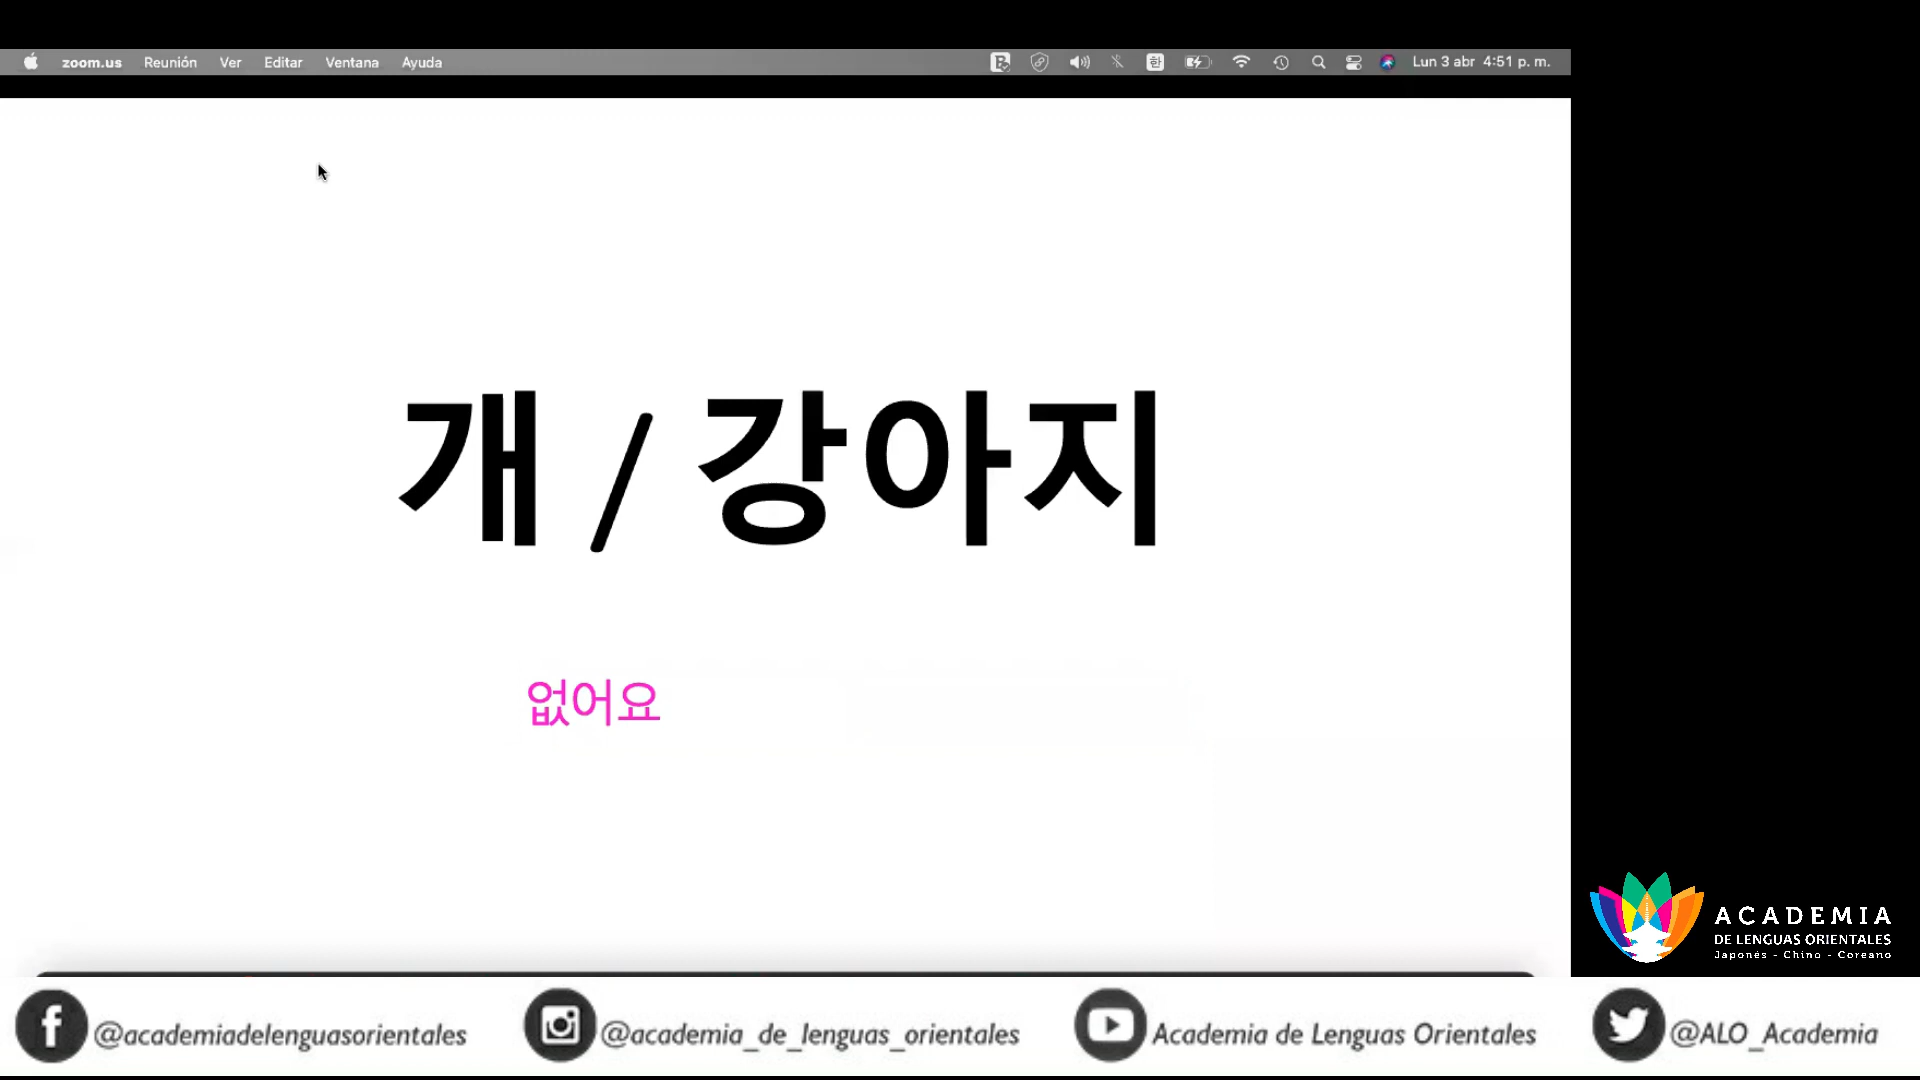 zoom.us Reunión Ver Editar Ventana Ayuda 한 Lun 3 abr 4:51 p. m.
개 / 강아지
없어요
ACADEMIA
DE LENGUAS ORIENTALES
Japonés - Chino - Coreano
@academiadelenguasorientales @academia_de_lenguas_orientales Academia de Lenguas Orientales @ALO_Academia